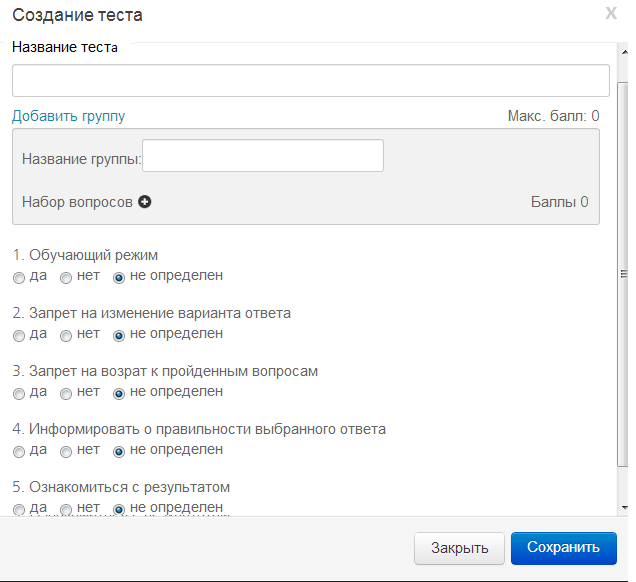 Создание теста
X
Название теста
Добавить группу Макс. балл: 0
Название группы:
Набор вопросов Баллы 0
1. Обучающий режим
да нет не определен
2. Запрет на изменение варианта ответа
да нет не определен
3. Запрет на возрат к пройденным вопросам
да нет не определен
4. Информировать о правильности выбранного ответа
да нет не определен
5. Ознакомиться с результатом
да нет не определен
Закрыть Сохранить